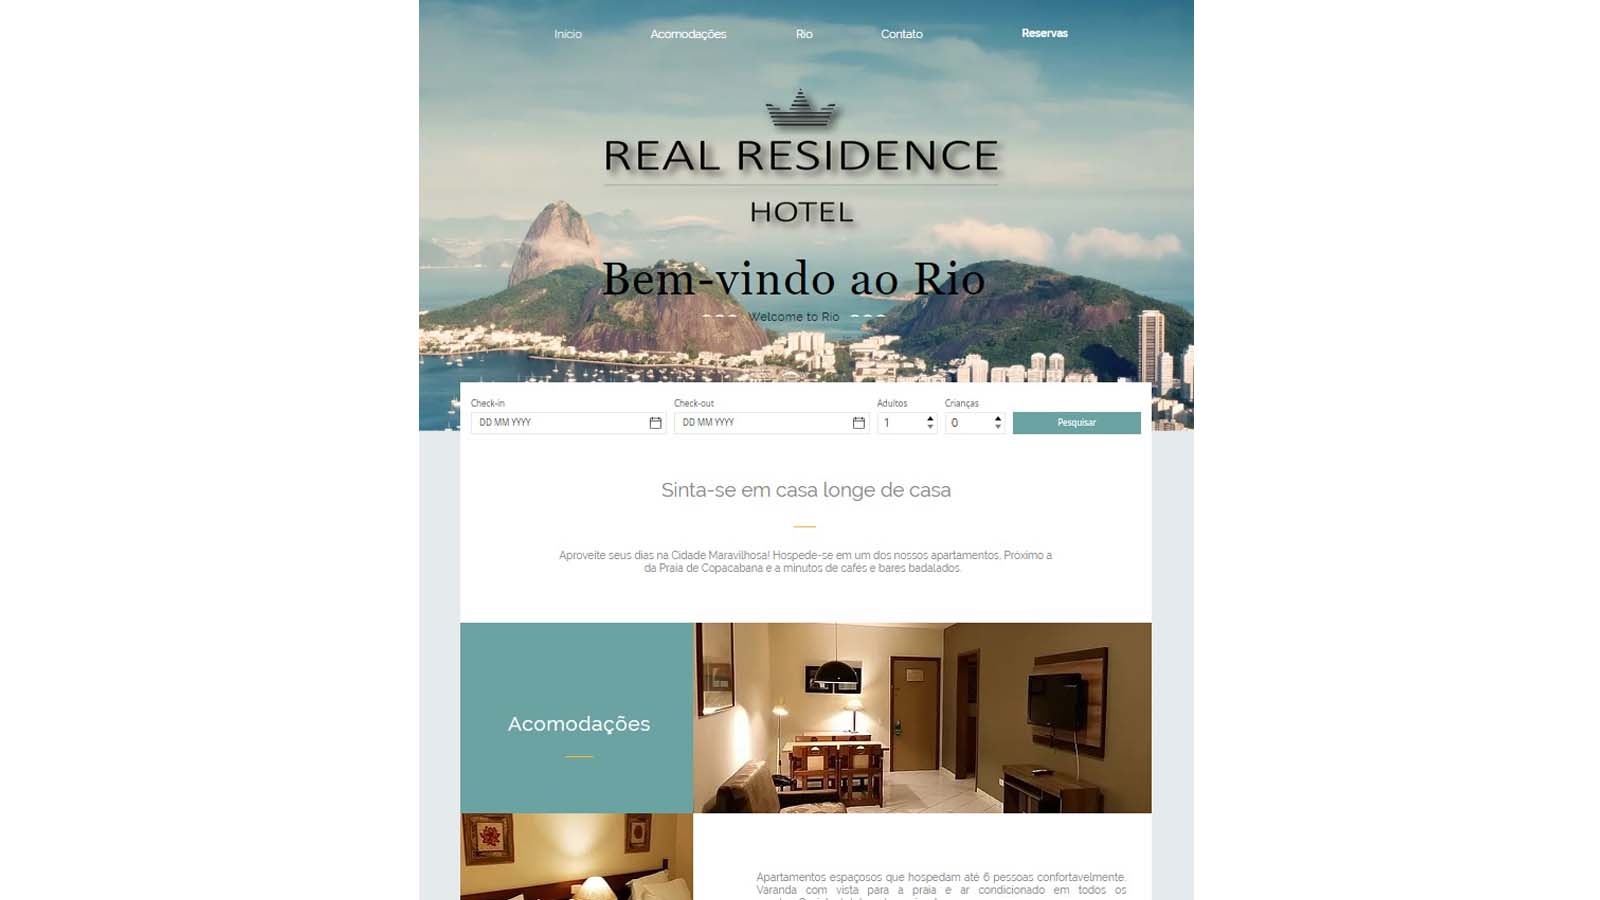 Início
Acomodações
Rio
Contato
Reservas
REAL RESIDENCE
HOTEL
Bem-vindo ao Rio
Welcome to Rio
Check-in
Check-out
Adultos
Crianças
DD MM YYYY
DD MM YYYY
1
0
Pesquisar
Sinta-se em casa longe de casa
Aproveite seus dias na Cidade Maravilhosa! Hospede-se em um dos nossos apartamentos. Próximo a
da Praia de Copacabana e a minutos de cafés e bares badalados.
Acomodações
Apartamentos espaçosos que hospedam até 6 pessoas confortavelmente.
Varanda com vista para a praia e ar condicionado em todos os